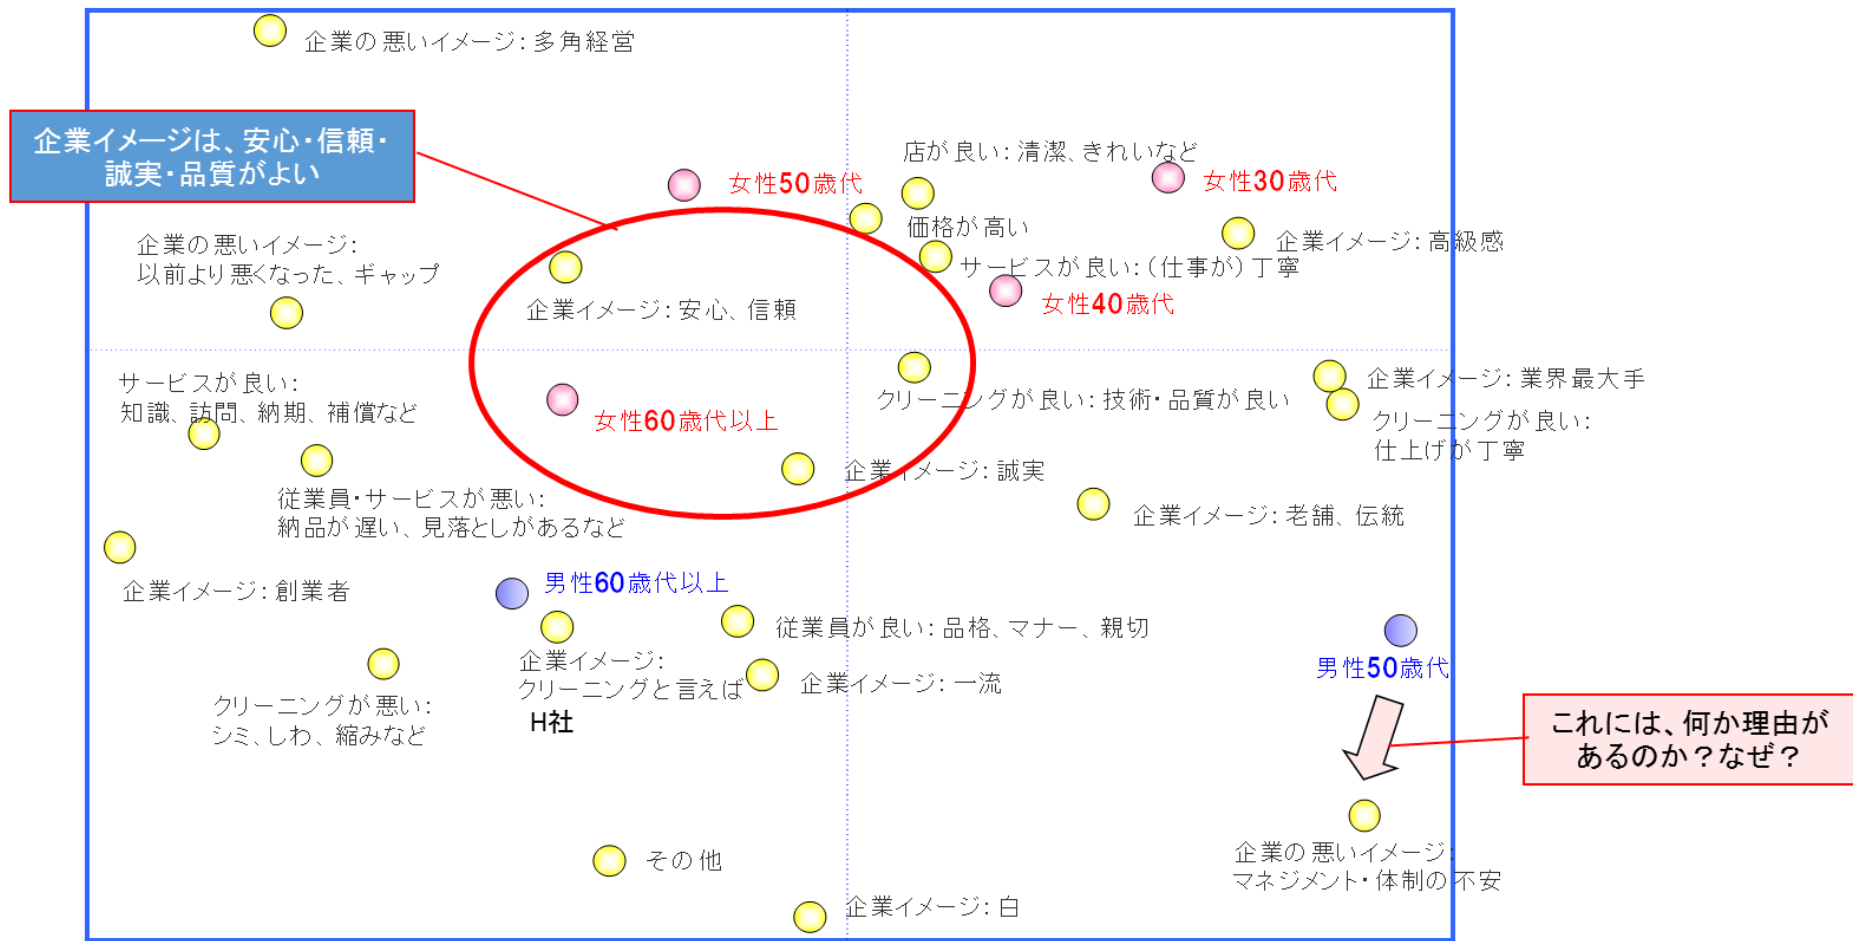 企業の悪いイメージ：多角経営
企業イメージは、安心・信頼・
誠実・品質がよい
店が良い：清潔、きれいなど
女性50歳代
女性30歳代
価格が高い
企業の悪いイメージ：
以前より悪くなった、ギャップ
企業イメージ：高級感
サービスが良い：（仕事が）丁寧
企業イメージ：安心、信頼
女性40歳代
サービスが良い：
知識、訪問、納期、補償など
企業イメージ：業界最大手
クリーニングが良い：技術・品質が良い
女性60歳代以上
クリーニングが良い：
仕上げが丁寧
企業イメージ：誠実
従業員・サービスが悪い：
納品が遅い、見落としがあるなど
企業イメージ：老舗、伝統
企業イメージ：創業者
男性60歳代以上
従業員が良い：品格、マナー、親切
企業イメージ：
クリーニングと言えば
H社
企業イメージ：一流
男性50歳代
クリーニングが悪い：
シミ、しわ、縮みなど
これには、何か理由が
あるのか？なぜ？
その他
企業の悪いイメージ：
マネジメント・体制の不安
企業イメージ：白